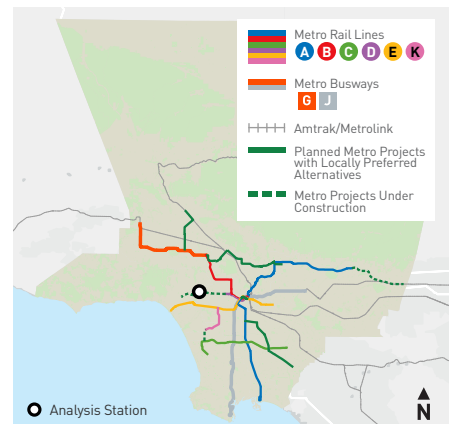 Metro Rail Lines
A B C D E K
Metro Busways
G J
Amtrak/Metrolink
Planned Metro Projects
with Locally Preferred
Alternatives
Metro Projects Under
Construction
Analysis Station
N